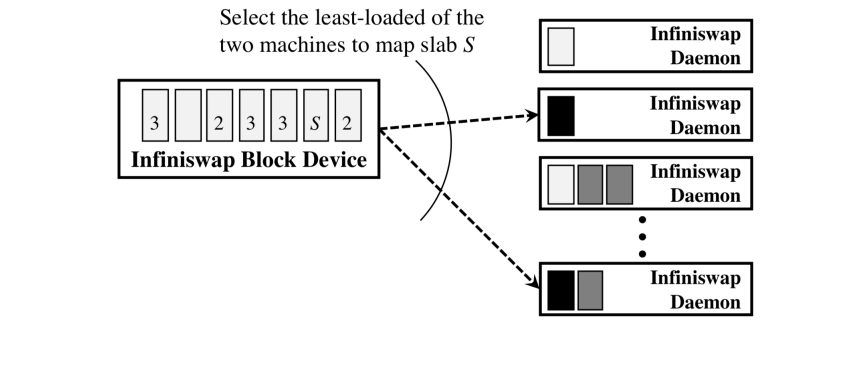 Select the least-loaded of the
two machines to map slab S
3 2 3 3 S 2
Infiniswap Block Device
Infiniswap
Daemon
Infiniswap
Daemon
Infiniswap
Daemon
Infiniswap
Daemon